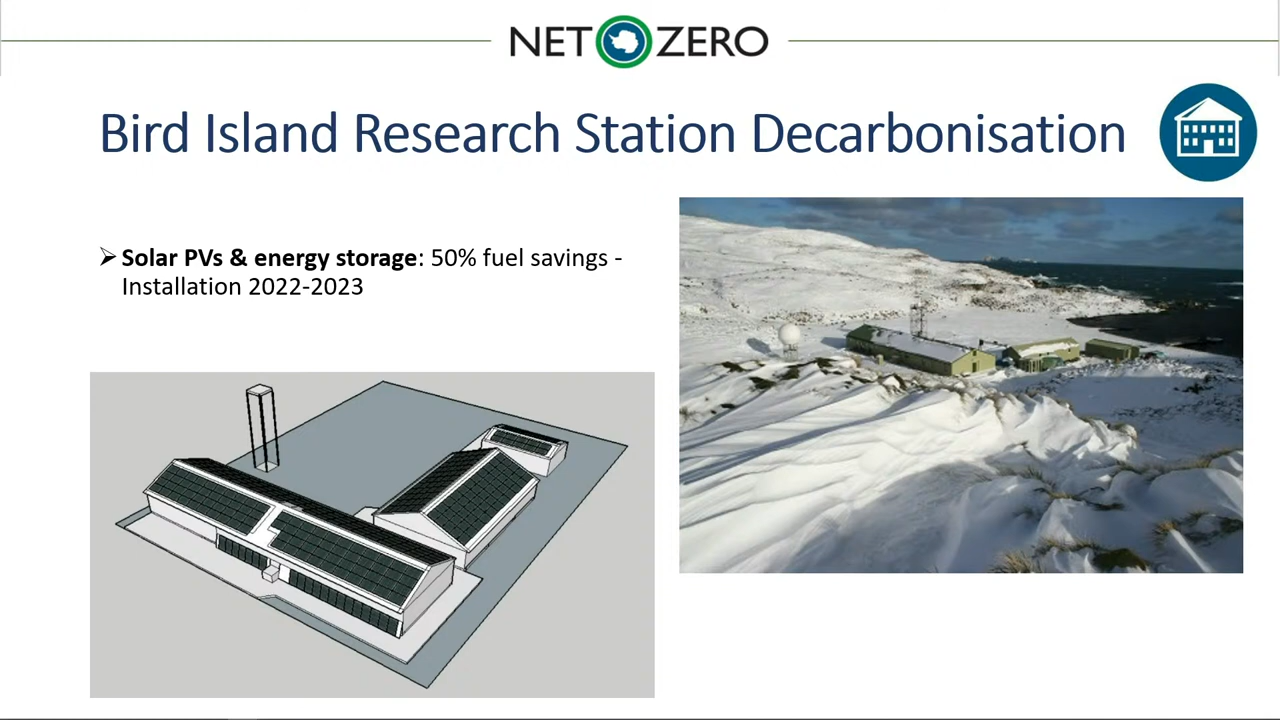 NET ZERO
Bird Island Research Station Decarbonisation
➢ Solar PVs & energy storage: 50% fuel savings -
Installation 2022-2023